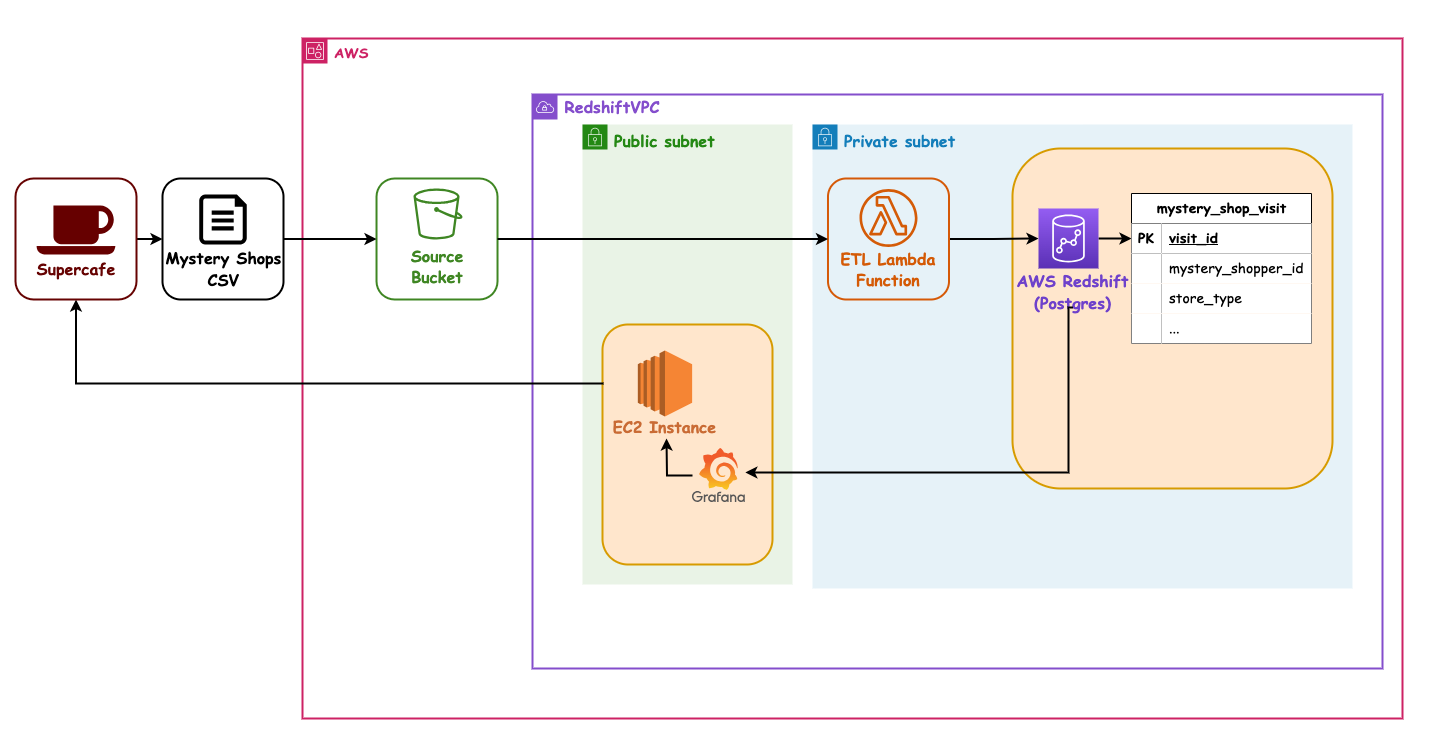 AWS
RedshiftVPC
Public subnet
Private subnet
Supercafe
Mystery Shops
CSV
Source
Bucket
ETL Lambda
Function
AWS Redshift
(Postgres)
mystery_shop_visit
PK visit_id
mystery_shopper_id
store_type
...
EC2 Instance
Grafana